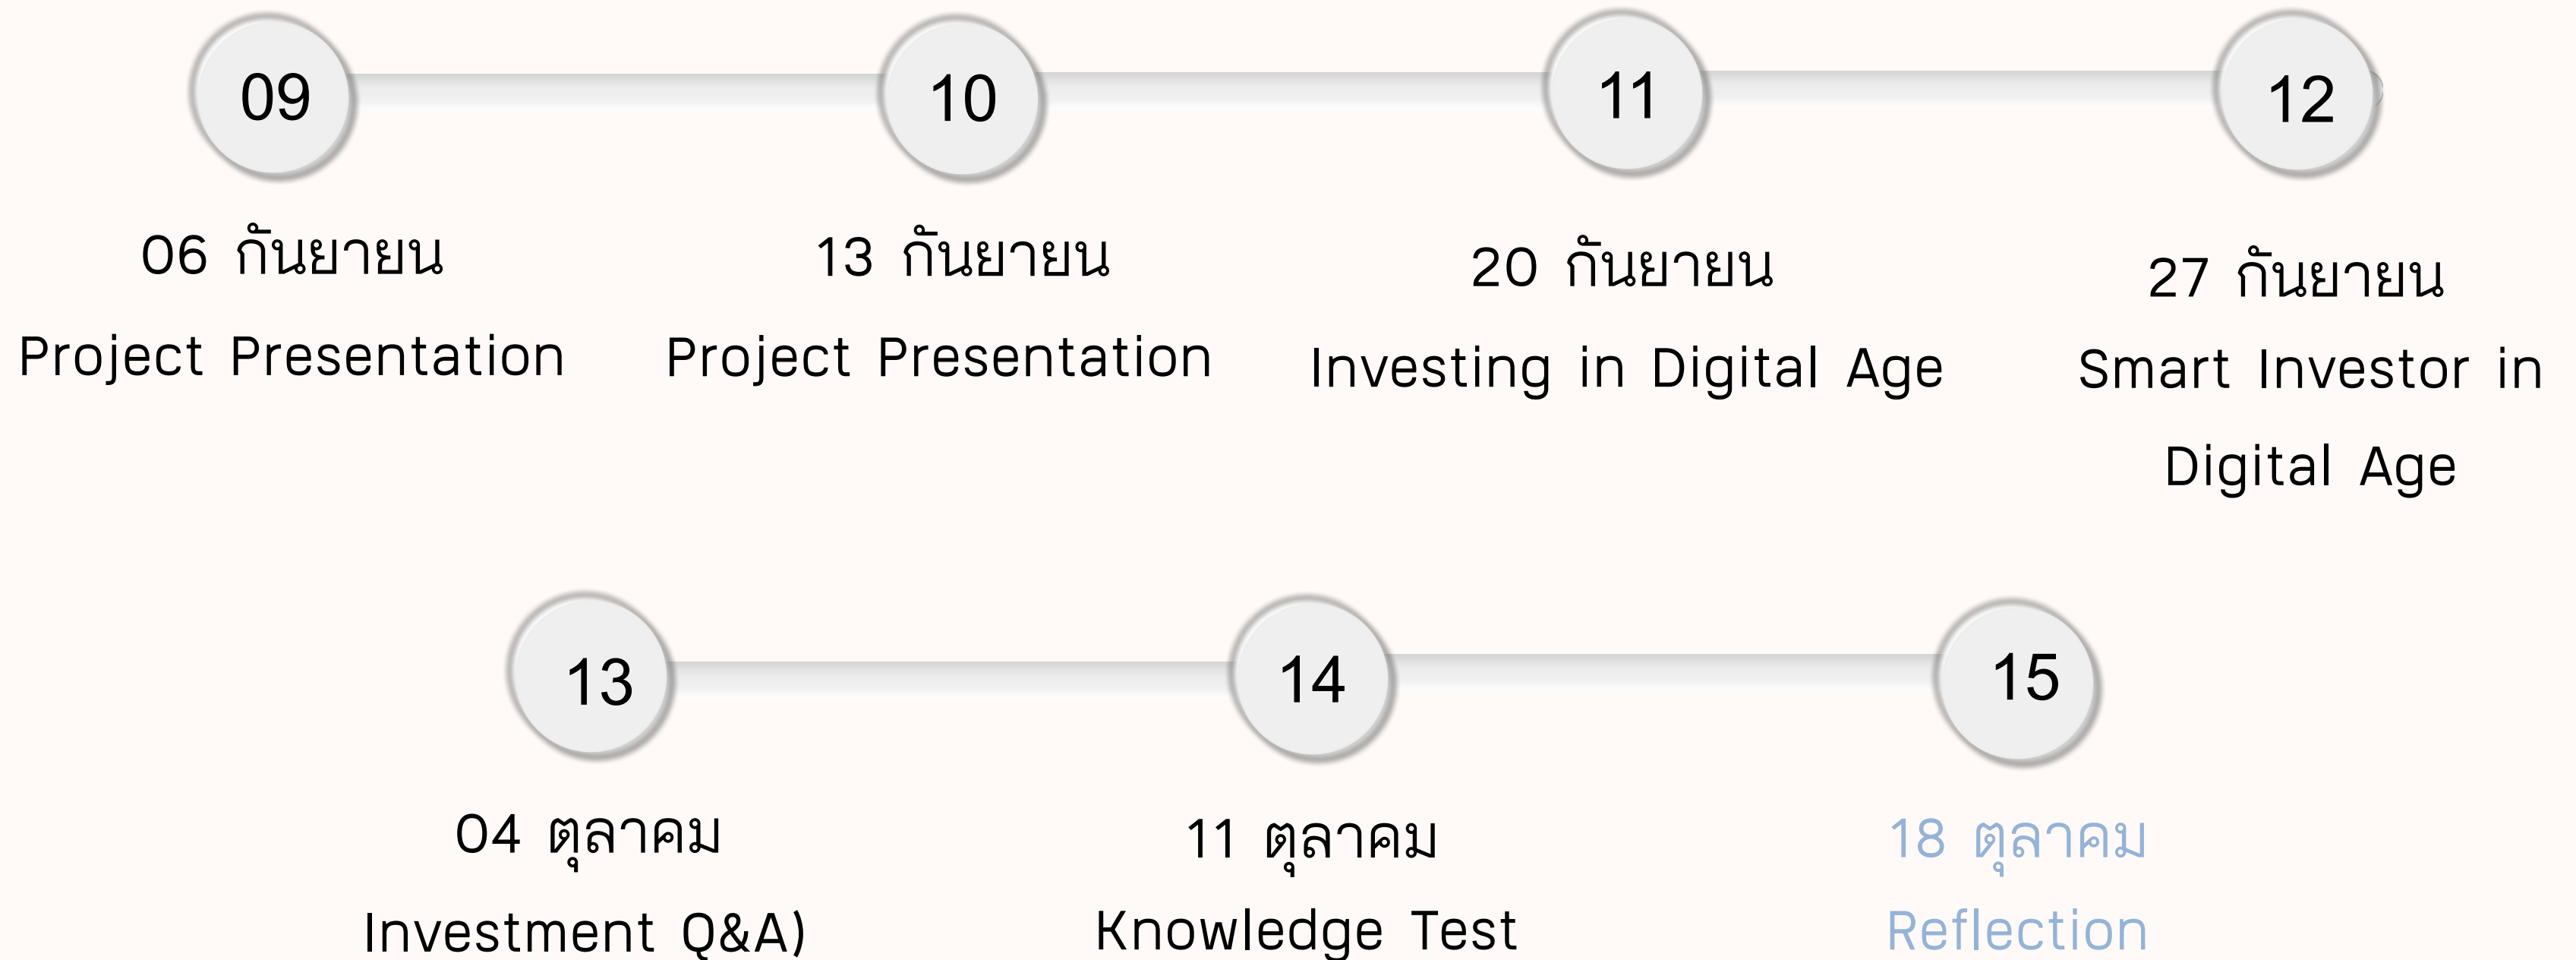 09
10
11
12
06 กันยายน
13 กันยายน
20 กันยายน
27 กันยายน
Project Presentation
Project Presentation
Investing in Digital Age
Smart Investor in
Digital Age
13
14
15
04 ตุลาคม
11 ตุลาคม
18 ตุลาคม
Investment Q&A)
Knowledge Test
Reflection